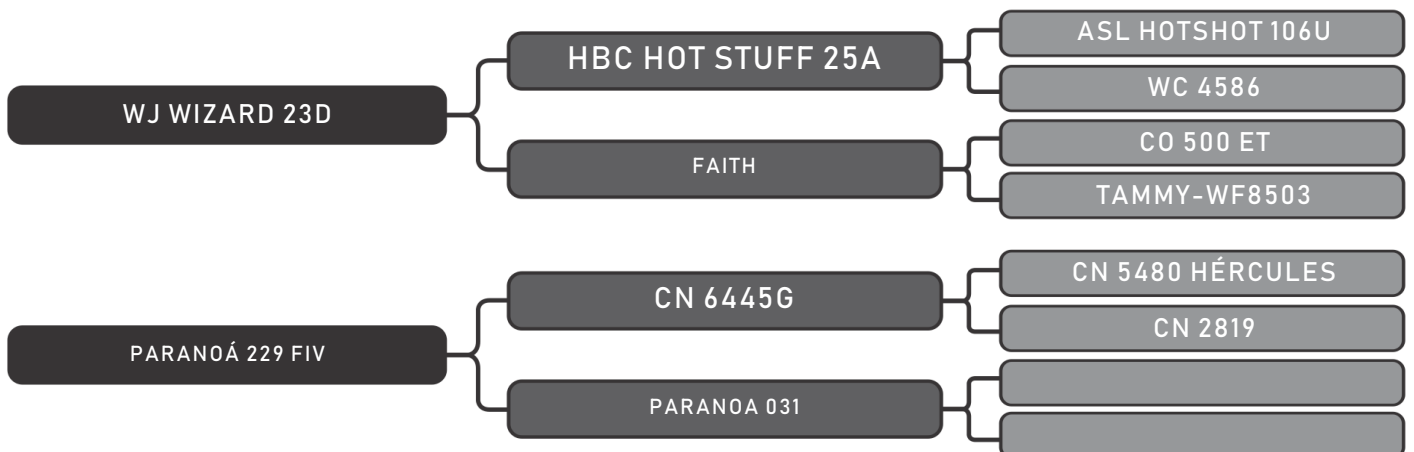 ASL HOTSHOT 106U
HBC HOT STUFF 25A
WC 4586
WJ WIZARD 23D
CO 500 ET
FAITH
TAMMY-WF8503
CN 5480 HÉRCULES
CN 6445G
CN 2819
PARANOÁ 229 FIV
PARANOA 031